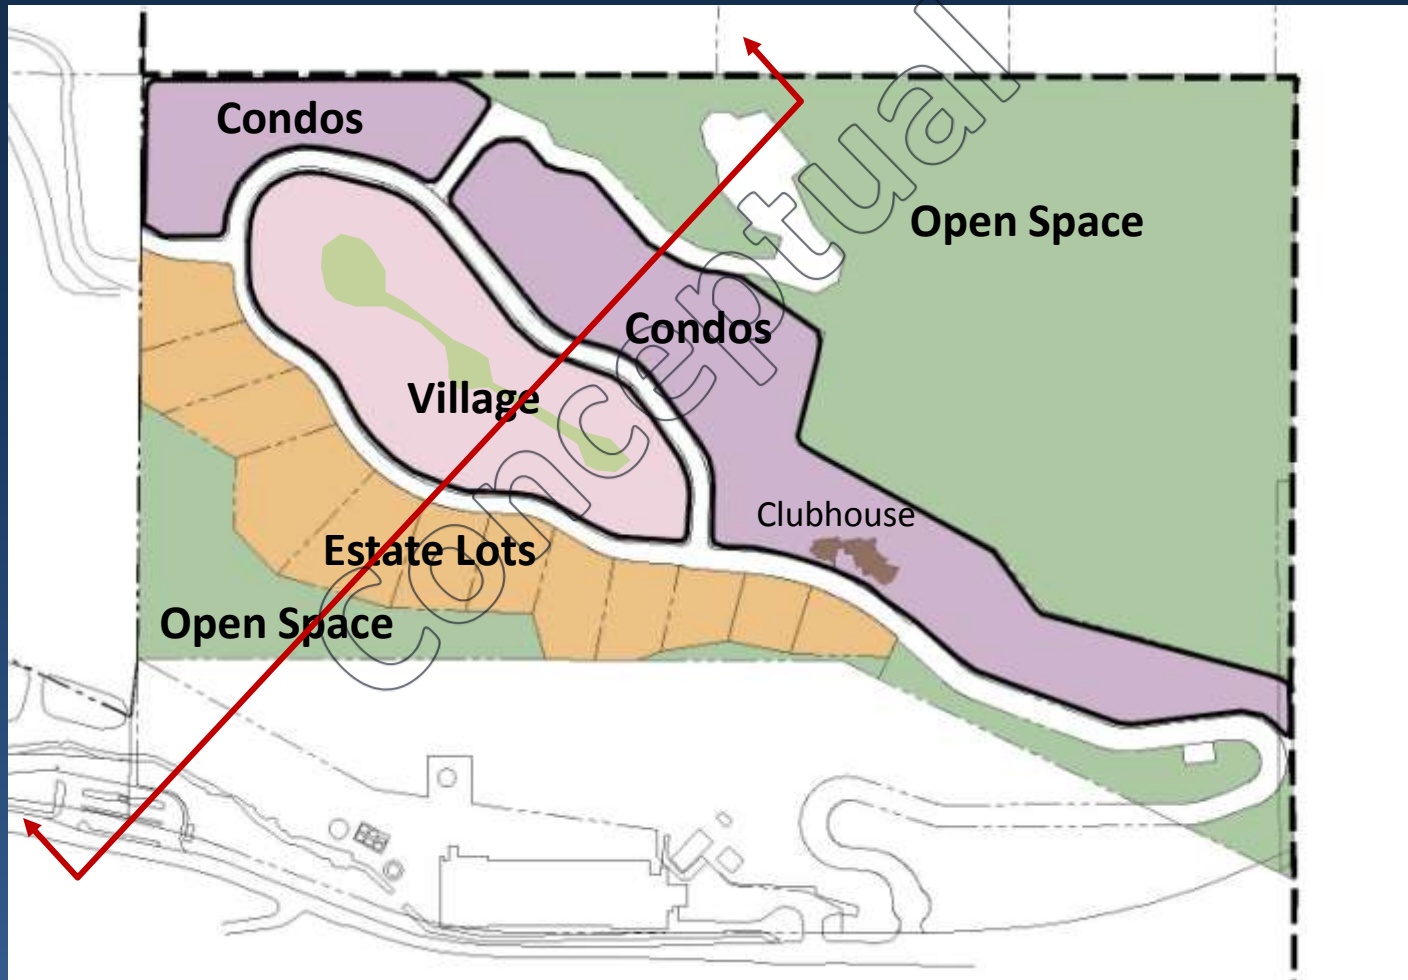 Condos
Open Space
Condos
Village
Clubhouse
Estate Lots
Open Space
Conceptual